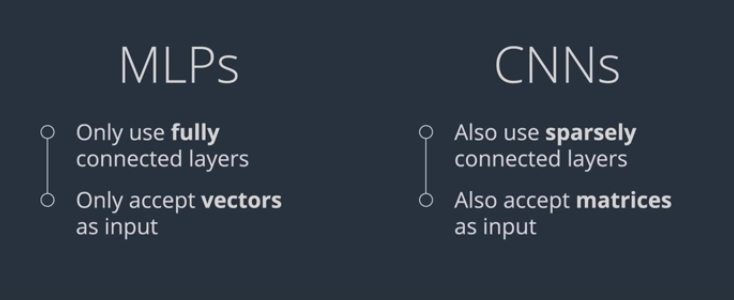 MLPs
Only use fully
connected layers
Only accept vectors
as input
CNNs
Also use sparsely
connected layers
Also accept matrices
as input